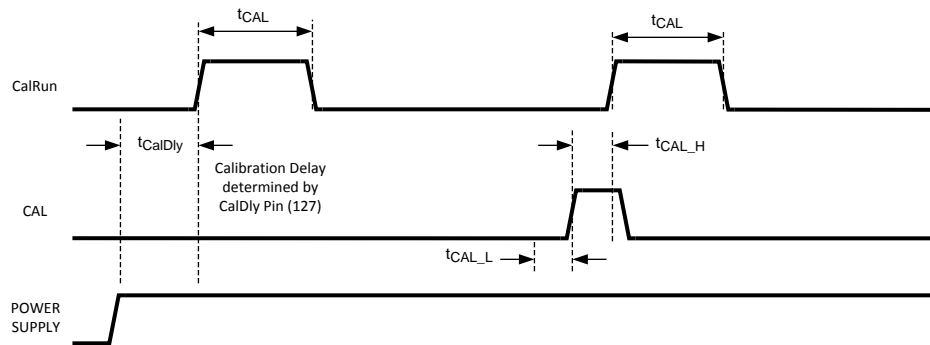 tCAL
tCAL
CalRun
tCalDly
tCAL_H
Calibration Delay
determined by
CalDly Pin (127)
CAL
tCAL_L
POWER
SUPPLY